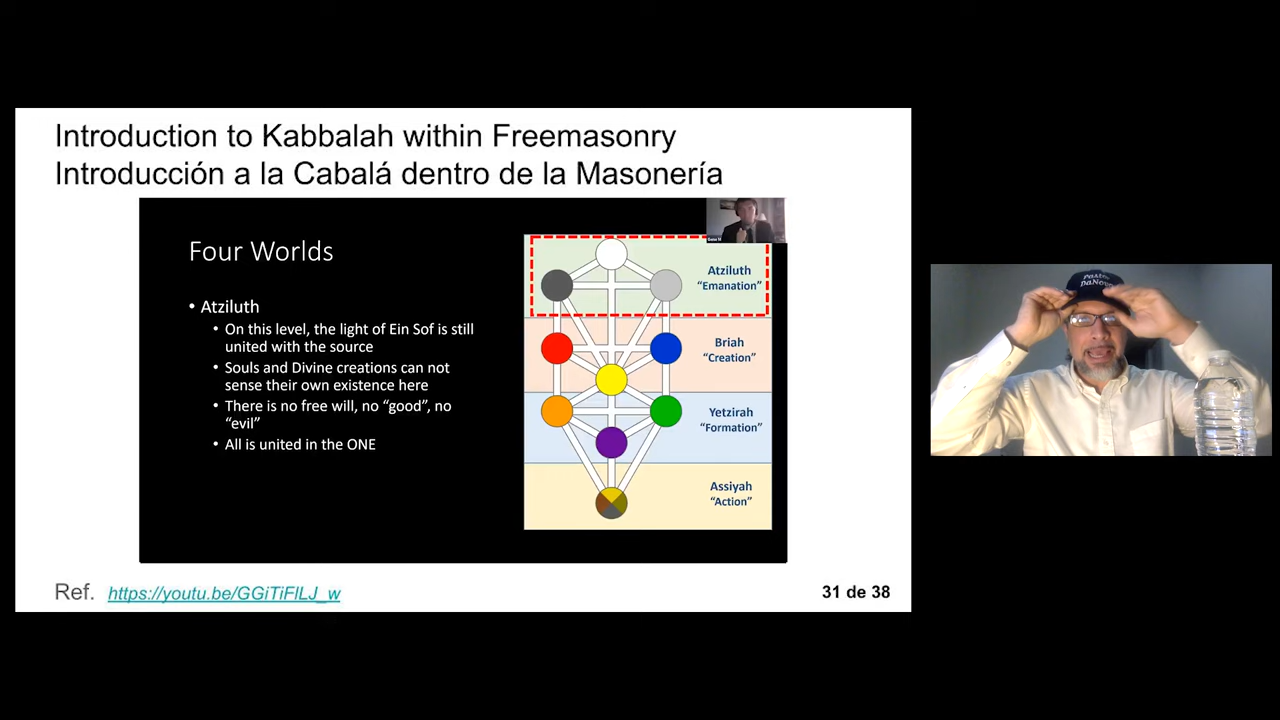 Introduction to Kabbalah within Freemasonry
Introducción a la Cabalá dentro de la Masonería
Four Worlds
• Atziluth
• On this level, the light of Ein Sof is still
united with the source
• Souls and Divine creations can not
sense their own existence here
• There is no free will, no “good”, no
“evil”
• All is united in the ONE
Atziluth
“Emanation”
Briah
“Creation”
Yetzirah
“Formation”
Assiyah
“Action”
Ref. https://youtu.be/GGiTiFlLJ_w
31 de 38
Pastor